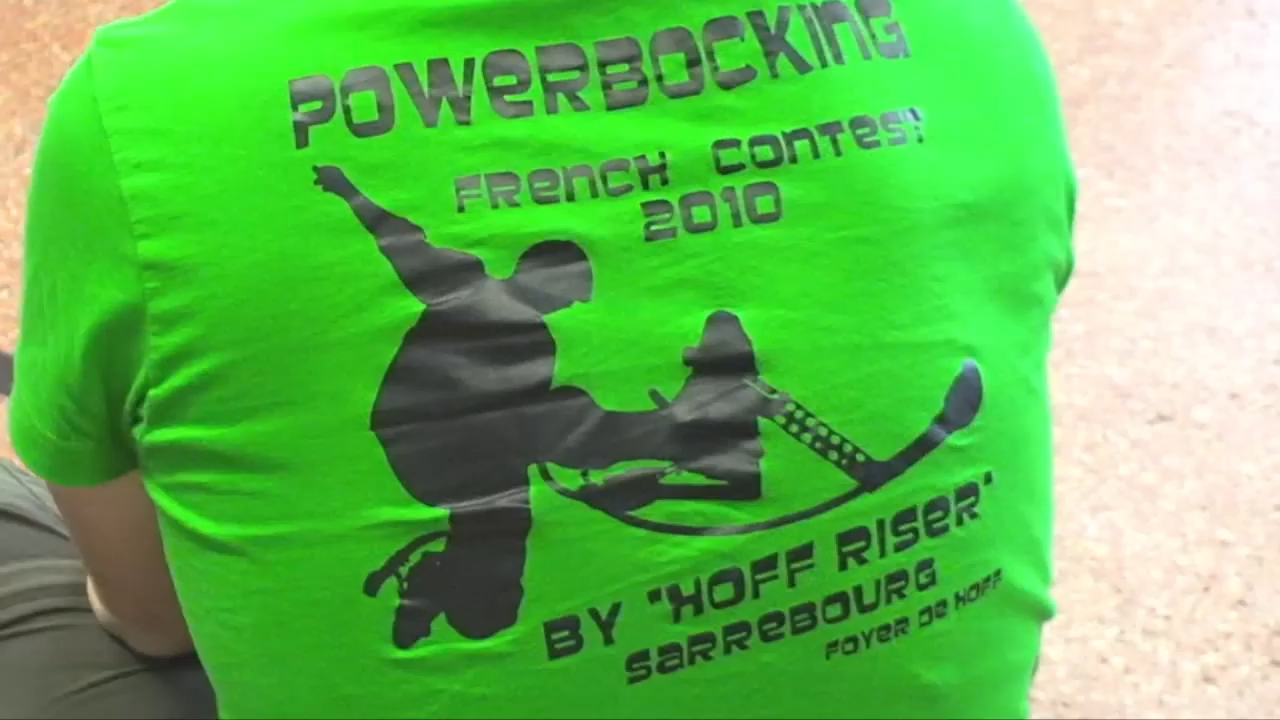 POWERBOCKING
FRENCH CONTEST
2010
BY "HOFF RISER"
SARREBOURG
FOYER DE HOFF